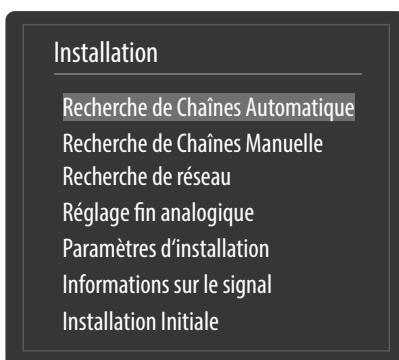 Installation
Recherche de Chaînes Automatique
Recherche de Chaînes Manuelle
Recherche de réseau
Réglage fin analogique
Paramètres d‘installation
Informations sur le signal
Installation Initiale